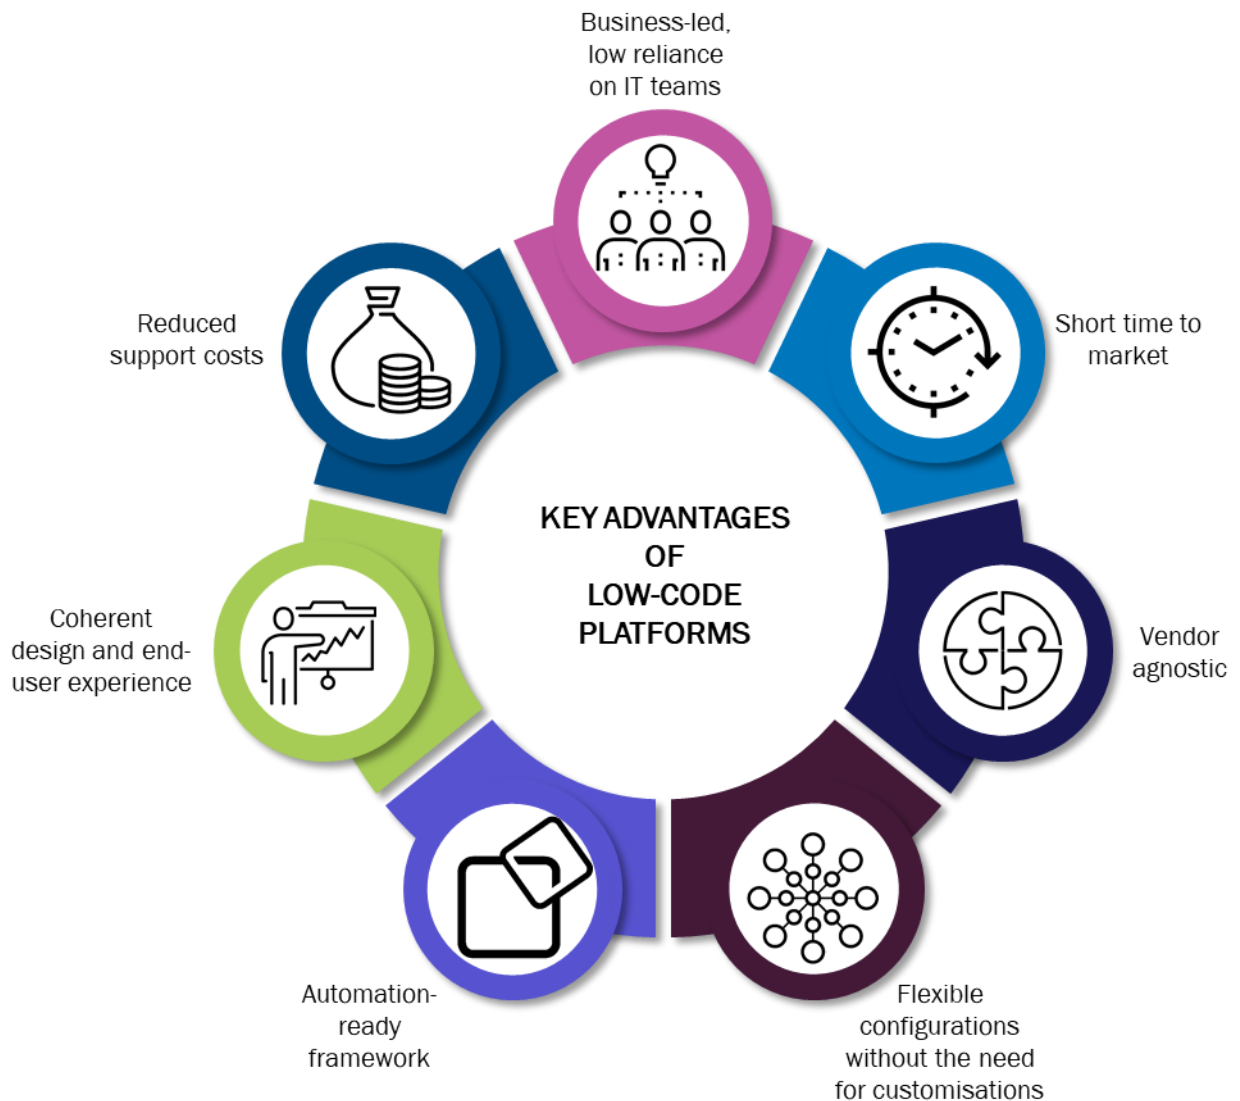 Business-led,
low reliance
on IT teams
Short time to
market
Vendor
agnostic
Flexible
configurations
without the need
for customisations
Automation-
ready
framework
Coherent
design and end-
user experience
Reduced
support costs
KEY ADVANTAGES
OF
LOW-CODE
PLATFORMS